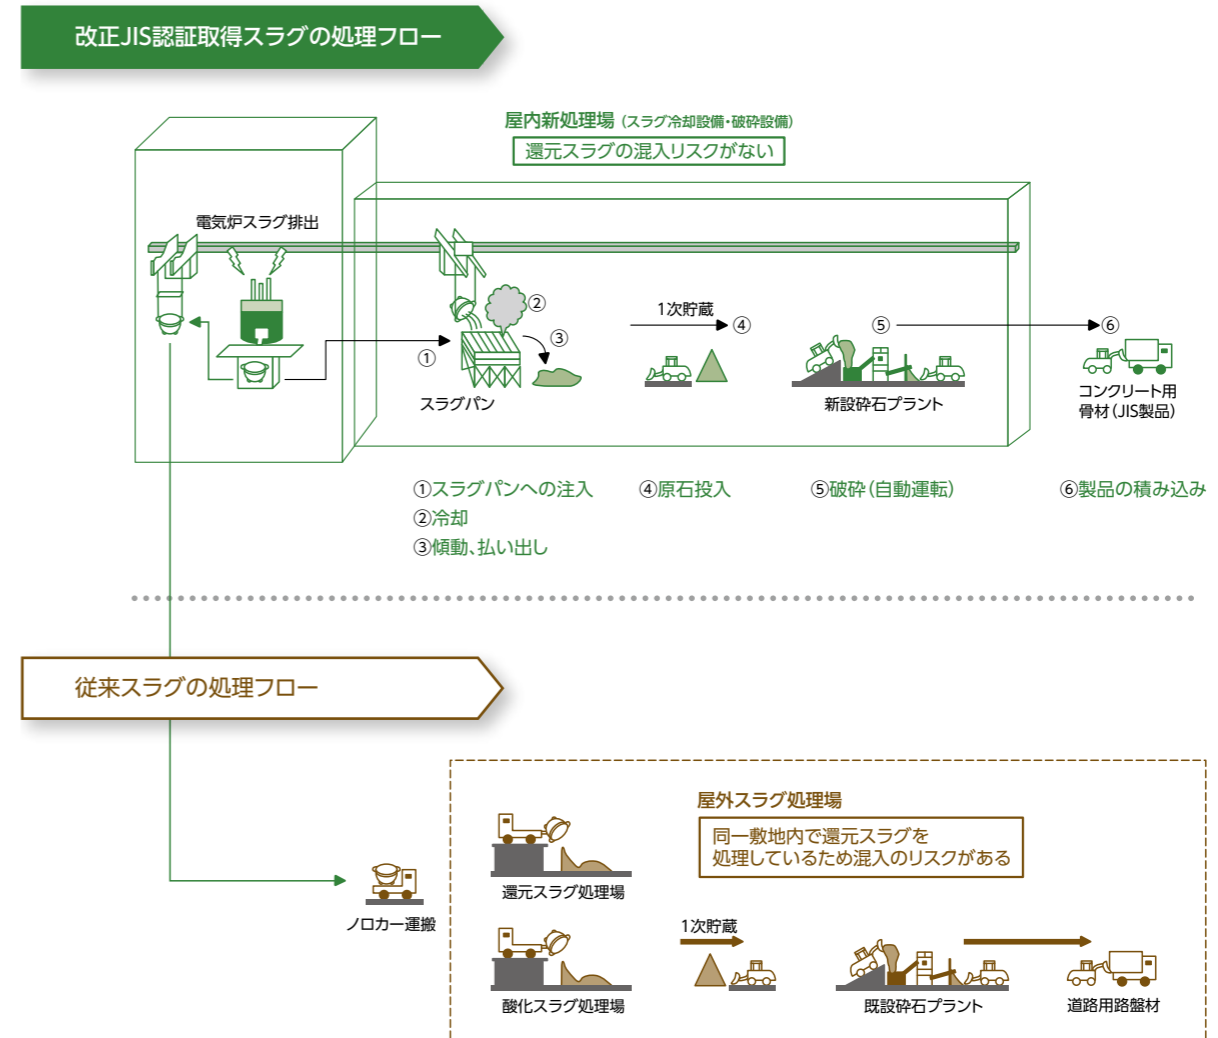 改正JIS認証取得スラグの処理フロー
屋内新処理場（スラグ冷却設備・破砕設備）
還元スラグの混入リスクがない
電気炉スラグ排出
①
②
③
スラグパン
1次貯蔵
④
⑤
新設砕石プラント
⑥
コンクリート用
骨材（JIS製品）
①スラグパンへの注入
②冷却
③傾動、払い出し
④原石投入
⑤破砕（自動運転）
⑥製品の積み込み
従来スラグの処理フロー
屋外スラグ処理場
同一敷地内で還元スラグを
処理しているため混入のリスクがある
還元スラグ処理場
ノロカー運搬
酸化スラグ処理場
1次貯蔵
既設砕石プラント
道路用路盤材